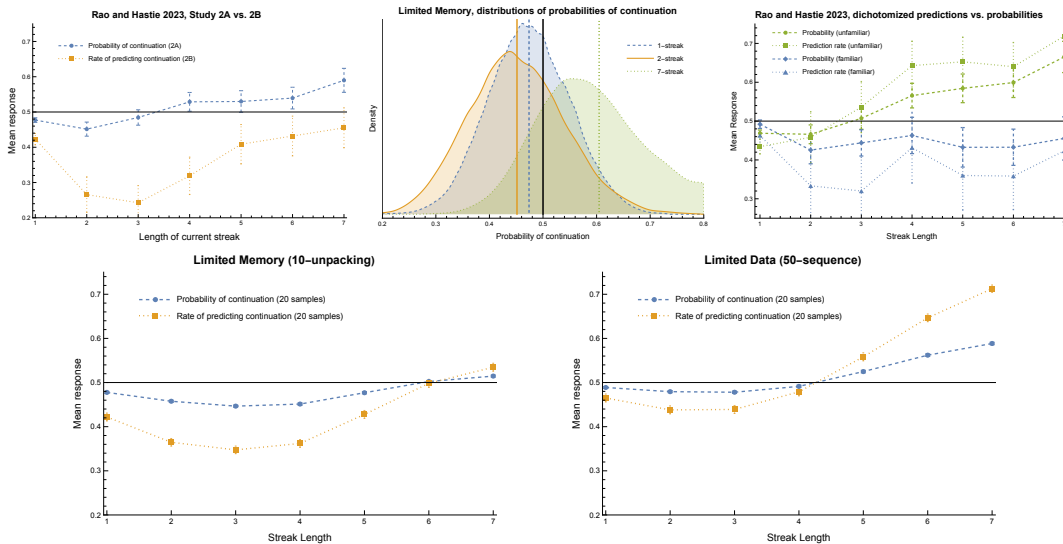 Rao and Hastie 2023, Study 2A vs. 2B
0.7
0.6
0.5
0.4
0.3
0.2
Mean response
Probability of continuation (2A)
Rate of predicting continuation (2B)
1 2 3 4 5 6 7
Length of current streak
Limited Memory, distributions of probabilities of continuation
Density
1–streak
2–streak
7–streak
0.2 0.3 0.4 0.5 0.6 0.7 0.8
Probability of continuation
Rao and Hastie 2023, dichotomized predictions vs. probabilities
Probability (unfamiliar)
Prediction rate (unfamiliar)
Probability (familiar)
Prediction rate (familiar)
0.7
0.6
0.5
0.4
0.3
Mean Response
1 2 3 4 5 6 7
Streak Length
Limited Memory (10–unpacking)
0.7
0.6
0.5
0.4
0.3
0.2
Mean response
Probability of continuation (20 samples)
Rate of predicting continuation (20 samples)
1 2 3 4 5 6 7
Streak Length
Limited Data (50–sequence)
0.7
0.6
0.5
0.4
0.3
0.2
Mean response
Probability of continuation (20 samples)
Rate of predicting continuation (20 samples)
1 2 3 4 5 6 7
Streak Length